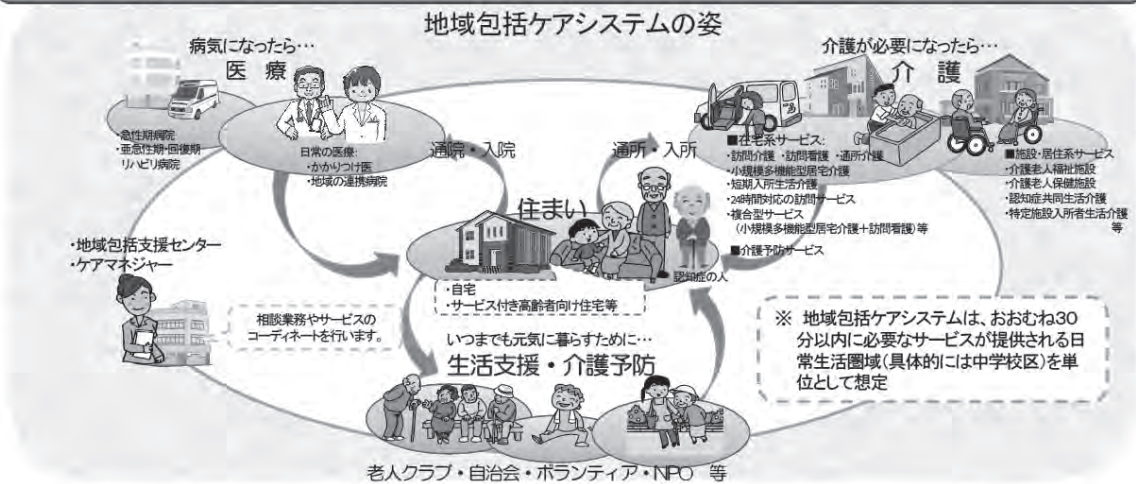 地域包括ケアシステムの姿
病気になったら…
医療
・急性期病院
・亜急性期・回復期
リハビリ病院
日常の医療:
・かかりつけ医
・地域の連携病院
通院・入院
介護が必要になったら…
介護
通所・入所
■在宅系サービス:
・訪問介護 ・訪問看護 ・通所介護
・小規模多機能型居宅介護
・短期入所生活介護
・24時間対応の訪問サービス
・複合型サービス
(小規模多機能型居宅介護+訪問看護)等
■介護予防サービス
■施設・居住系サービス
・介護老人福祉施設
・介護老人保健施設
・認知症共同生活介護
・特定施設入所者生活介護
等
住まい
認知症の人
・自宅
・サービス付き高齢者向け住宅等
・地域包括支援センター
・ケアマネジャー
相談業務やサービスの
コーディネートを行います。
いつまでも元気に暮らすために…
生活支援・介護予防
老人クラブ・自治会・ボランティア・NPO 等
※ 地域包括ケアシステムは、おおむね30
分以内に必要なサービスが提供される日
常生活圏域(具体的には中学校区)を単
位として想定